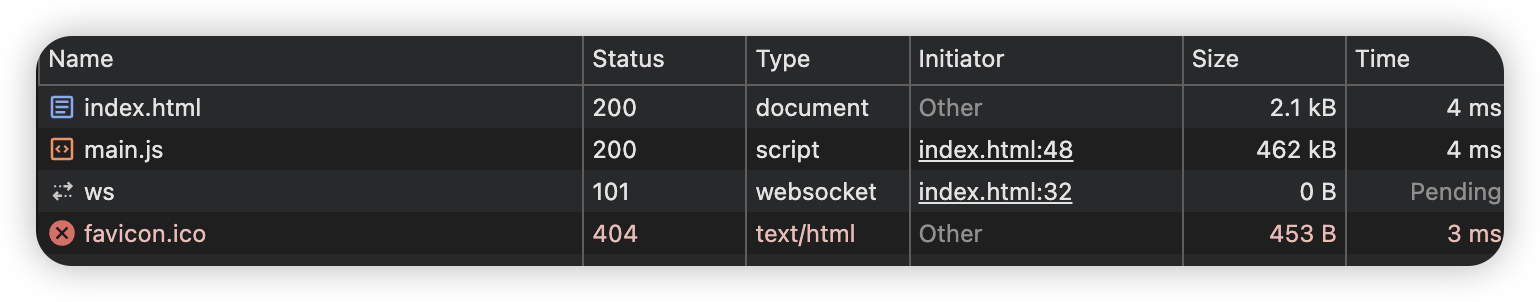 Name Status Type Initiator Size Time
index.html 200 document Other 2.1 kB 4 ms
main.js 200 script index.html:48 462 kB 4 ms
ws 101 websocket index.html:32 0 B Pending
favicon.ico 404 text/html Other 453 B 3 ms